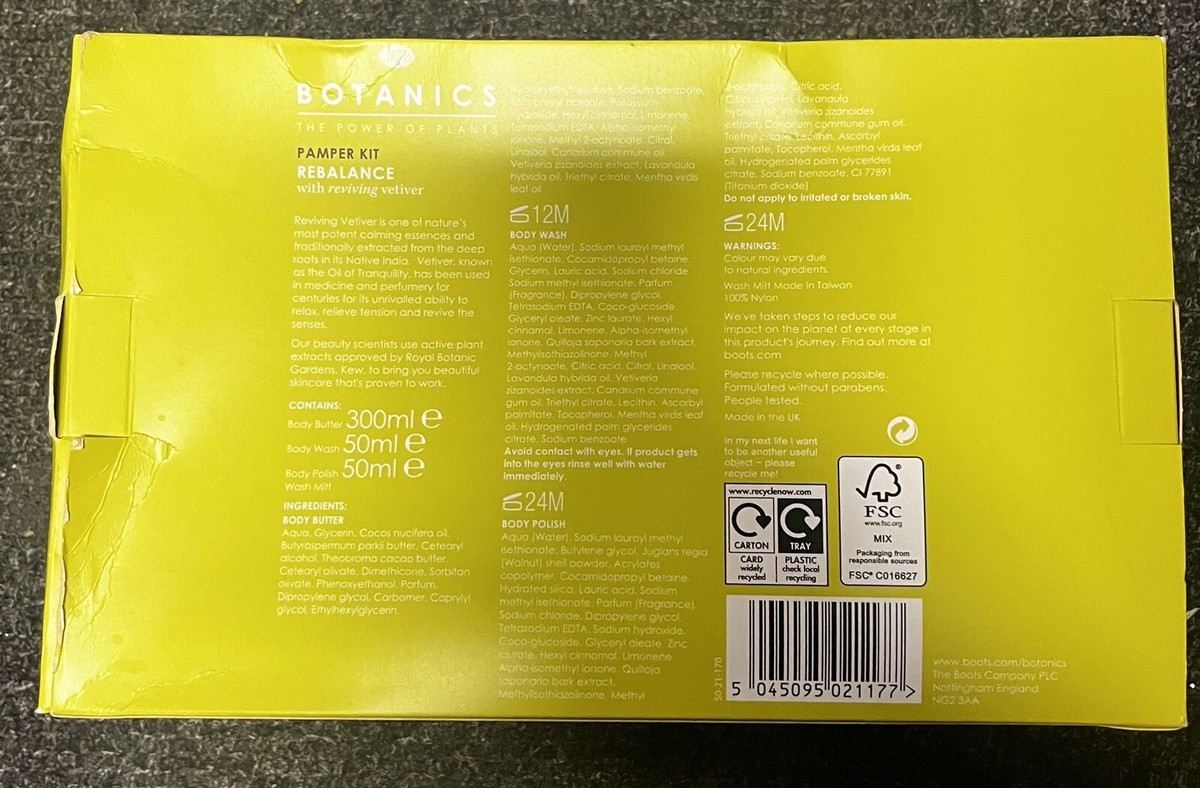 BOTANICS
THE POWER OF PLANTS
PAMPER KIT
REBALANCE
with reviving vetiver
Reviving Vetiver is one of nature's
most potent calming essences and
traditionally extracted from the deep
roots in its Native India. Vetiver, known
as the Oil of Tranquility, has been used
in medicine and perfumery for
centuries for its unrivalled ability to
relax, relieve tension and revive the
senses.
Our beauty scientists use active plant
extracts approved by Royal Botanic
Gardens, Kew, to bring you beautiful
skincare that's proven to work.
CONTAINS:
Body Butter 300ml ℮
Body Wash 50ml ℮
Body Polish 50ml ℮
Wash Mitt
INGREDIENTS:
BODY BUTTER
Aqua, Glycerin, Cocos nucifera oil,
Butyrospermum parkii butter, Cetearyl
alcohol, Theobroma cacao butter,
Cetearyl olivate, Dimethicone, Sorbitan
olivate, Phenoxyethanol, Parfum,
Dipropylene glycol, Carbomer, Caprylyl
glycol, Ethylhexylglycerin,
Hydroxyethylcellulose, Sodium benzoate,
Tocopheryl acetate, Potassium
hydroxide, Hexyl cinnamal, Limonene,
Tetrasodium EDTA, Alpha isomethyl
ionone, Methyl 2-octynoate, Citral,
Linalool, Canarium commune oil,
Vetiveria zizanoides extract, Lavandula
hybrida oil, Triethyl citrate, Mentha virdis
leaf oil
12M
BODY WASH
Aqua (Water), Sodium lauroyl methyl
isethionate, Cocamidopropyl betaine,
Glycerin, Lauric acid, Sodium chloride,
Sodium methyl isethionate, Parfum
(Fragrance), Dipropylene glycol,
Tetrasodium EDTA, Coco-glucoside,
Glyceryl oleate, Zinc laurate, Hexyl
cinnamal, Limonene, Alpha-isomethyl
ionone, Quillaja saponaria bark extract,
Methylisothiazolinone, Methyl
2-octynoate, Citric acid, Citral, Linalool,
Lavandula hybrida oil, Vetiveria
zizanoides extract, Canarium commune
gum oil, Triethyl citrate, Lecithin, Ascorbyl
palmitate, Tocopherol, Mentha virdis leaf
oil, Hydrogenated palm glycerides
citrate, Sodium benzoate
Avoid contact with eyes. If product gets
into the eyes rinse well with water
immediately.
24M
BODY POLISH
Aqua (Water), Sodium lauroyl methyl
isethionate, Butylene glycol, Juglans regia
(Walnut) shell powder, Acrylates
copolymer, Cocamidopropyl betaine,
Hydrated silica, Lauric acid, Sodium
methyl isethionate, Parfum (Fragrance),
Sodium chloride, Dipropylene glycol,
Tetrasodium EDTA, Sodium hydroxide,
Coco-glucoside, Glyceryl oleate, Zinc
laurate, Hexyl cinnamal, Limonene,
Alpha-isomethyl ionone, Quillaja
saponaria bark extract,
Methylisothiazolinone, Methyl
2-octynoate, Citric acid,
Lavandula
hybrida oil, Vetiveria zizanoides
extract, Canarium commune gum oil,
Triethyl citrate, Lecithin, Ascorbyl
palmitate, Tocopherol, Mentha virdis leaf
oil, Hydrogenated palm glycerides
citrate, Sodium benzoate, CI 77891
(Titanium dioxide)
Do not apply to irritated or broken skin.
24M
WARNINGS:
Colour may vary due
to natural ingredients.
Wash Mitt Made in Taiwan
100% Nylon
We've taken steps to reduce our
impact on the planet at every stage in
this product's journey. Find out more at
boots.com
Please recycle where possible.
Formulated without parabens.
People tested.
Made in the UK
In my next life I want
to be another useful
object – please
recycle me!
www.recyclenow.com
CARTON
CARD
widely
recycled
TRAY
PLASTIC
check local
recycling
®
FSC
www.fsc.org
MIX
Packaging from
responsible sources
FSC® C016627
50-21-170
5 045095 021177 >
www.boots.com/botanics
The Boots Company PLC
Nottingham England
NG2 3AA